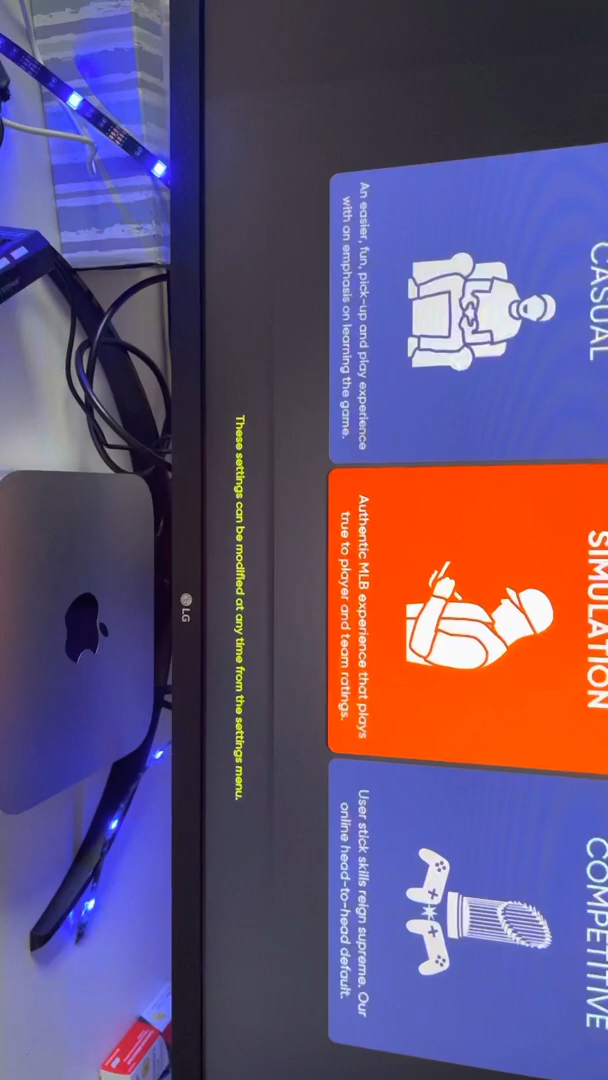 CASUAL
An easier, fun, pick-up and play experience
with an emphasis on learning the game.
SIMULATION
Authentic MLB experience that plays
true to player and team ratings.
COMPETITIVE
User stick skills reign supreme. Our
online head-to-head default.
These settings can be modified at any time from the settings menu.
LG